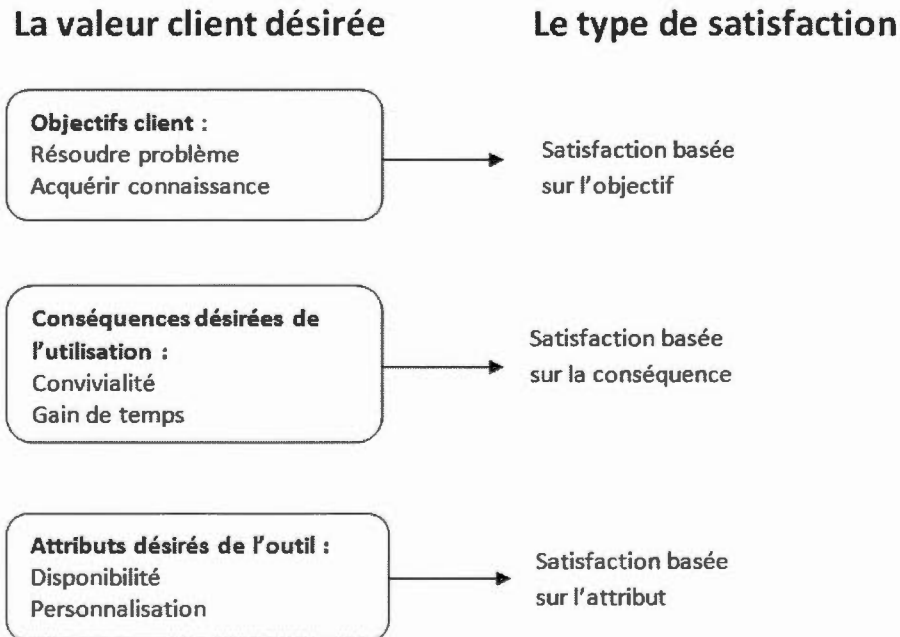 La valeur client désirée
Le type de satisfaction
Objectifs client :
Résoudre problème
Acquérir connaissance
Satisfaction basée
sur l'objectif
Conséquences désirées de
l'utilisation :
Convivialité
Gain de temps
Satisfaction basée
sur la conséquence
Attributs désirés de l'outil :
Disponibilité
Personnalisation
Satisfaction basée
sur l'attribut